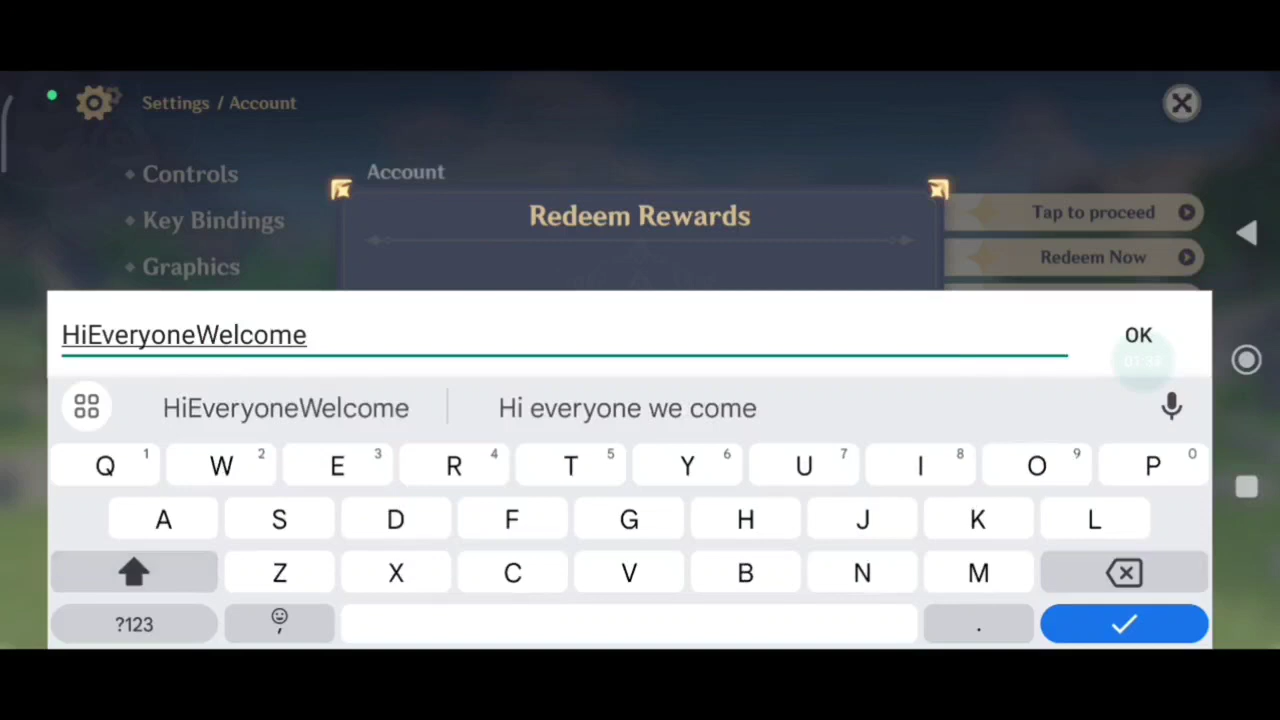 Settings / Account
Controls
Key Bindings
Graphics
Account
Redeem Rewards
Tap to proceed
Redeem Now
HiEveryoneWelcome
OK
HiEveryoneWelcome
Hi everyone we come
Q 1 W 2 E 3 R 4 T 5 Y 6 U 7 I 8 O 9 P 0
A S D F G H J K L
Z X C V B N M
?123 , .